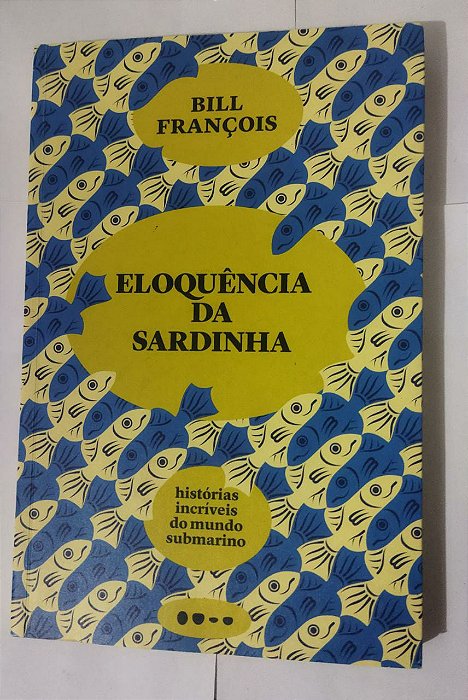 BILL
FRANÇOIS
ELOQUÊNCIA
DA
SARDINHA
histórias
incríveis
do mundo
submarino